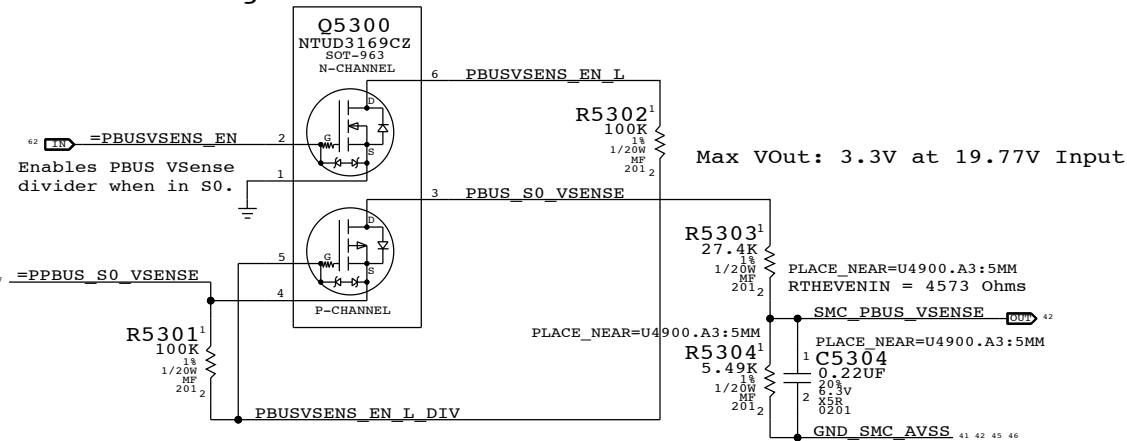 Q5300
NTUD3169CZ
SOT-963
N-CHANNEL
6 PBUSVSENS_EN_L
D
R5302 1
100K
1%
1/20W
MF
201 2
62 IN =PBUSVSENS_EN 2 G
S
Enables PBUS VSense
divider when in S0.
1
Max VOut: 3.3V at 19.77V Input
3 PBUS_S0_VSENSE
D
R5303 1
27.4K
1%
1/20W
MF
201 2
PLACE_NEAR=U4900.A3:5MM
RTHEVENIN = 4573 Ohms
5 G
S
=PPBUS_S0_VSENSE
4
P-CHANNEL
SMC_PBUS_VSENSE OUT 42
R5301 1
100K
1%
1/20W
MF
201 2
PLACE_NEAR=U4900.A3:5MM
R5304 1
5.49K
1%
1/20W
MF
201 2
PLACE_NEAR=U4900.A3:5MM
1 C5304
0.22UF
20%
6.3V
2 X5R
0201
PBUSVSENS_EN_L_DIV
GND_SMC_AVSS 41 42 45 46